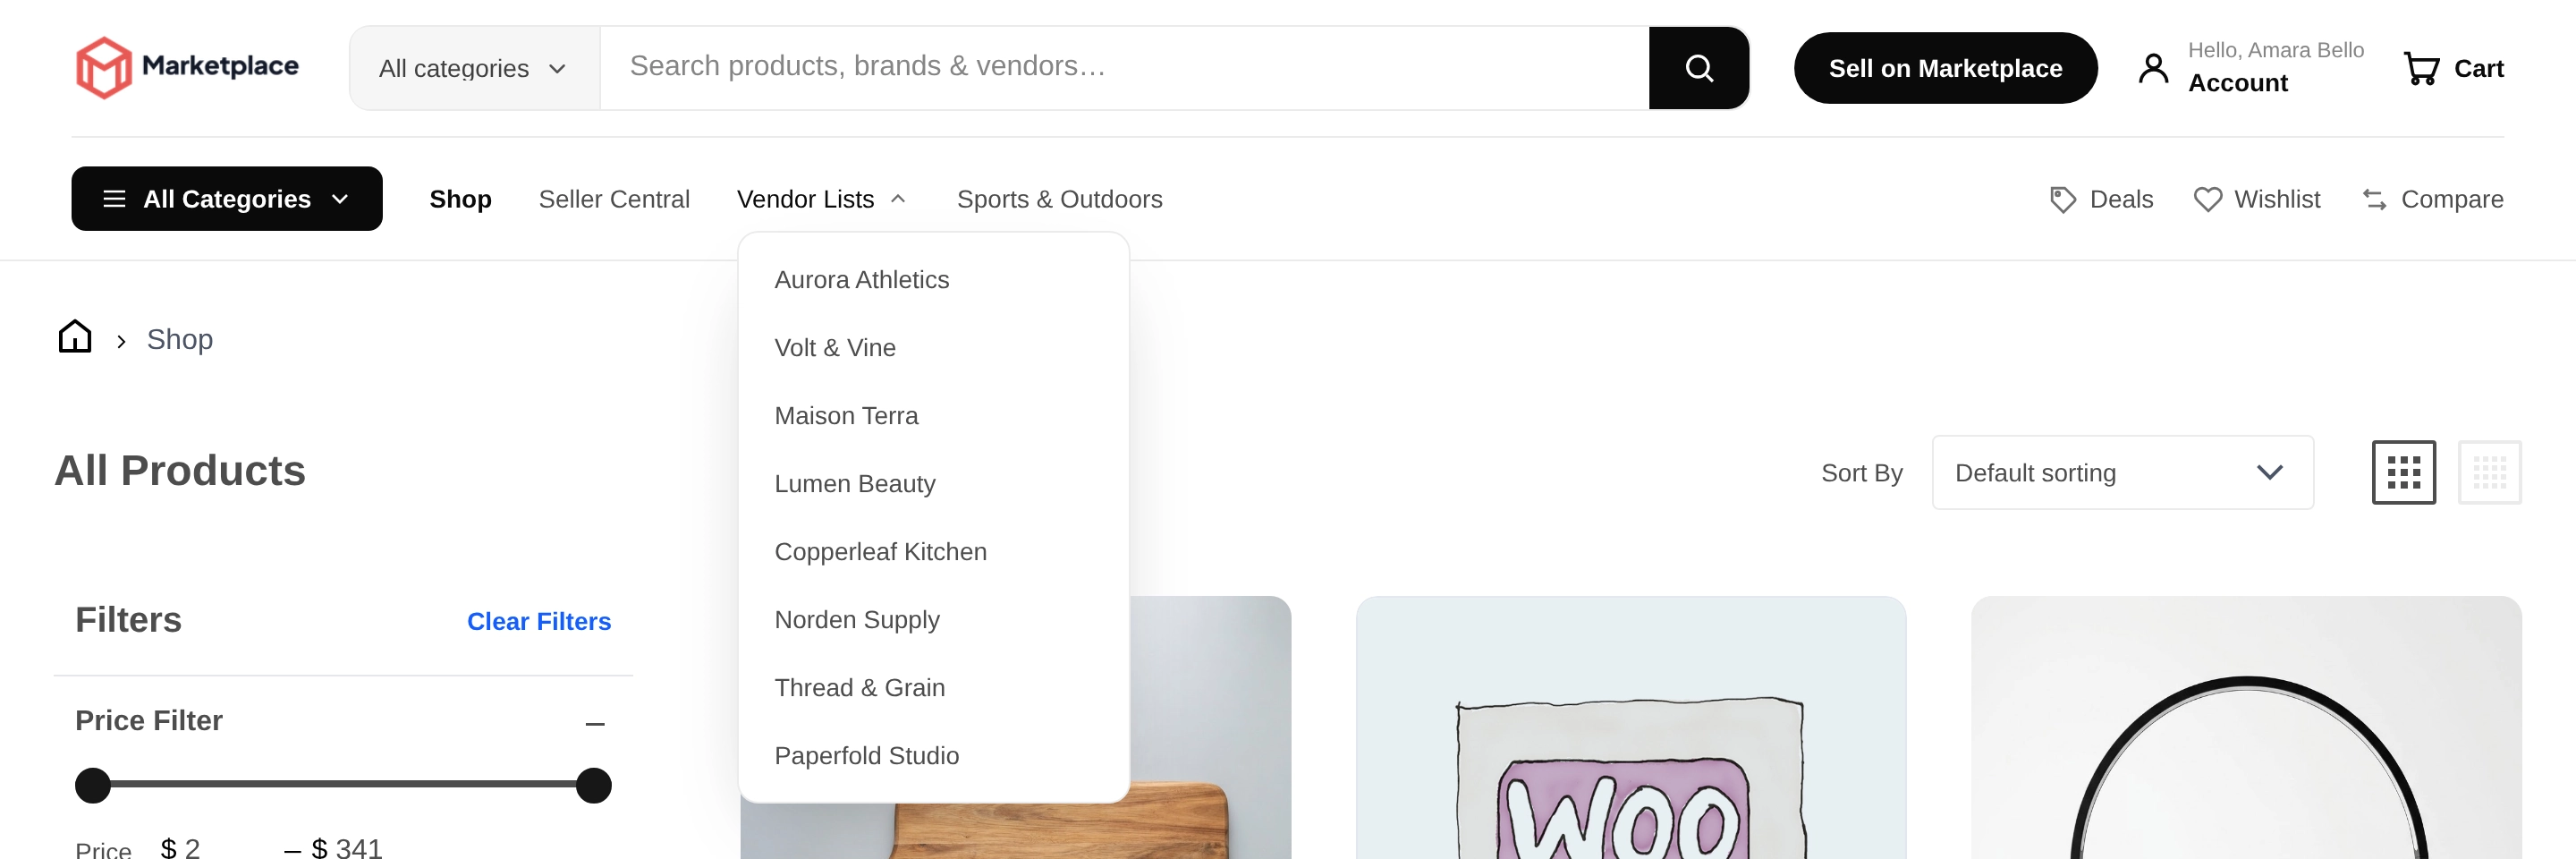 Marketplace
All categories
Search products, brands & vendors…
Sell on Marketplace
Hello, Amara Bello
Account
Cart
All Categories
Shop
Seller Central
Vendor Lists
Sports & Outdoors
Deals
Wishlist
Compare
Aurora Athletics
Volt & Vine
Maison Terra
Lumen Beauty
Copperleaf Kitchen
Norden Supply
Thread & Grain
Paperfold Studio
Shop
All Products
Sort By
Default sorting
Filters
Clear Filters
Price Filter
Price $ 2 – $ 341
WOO